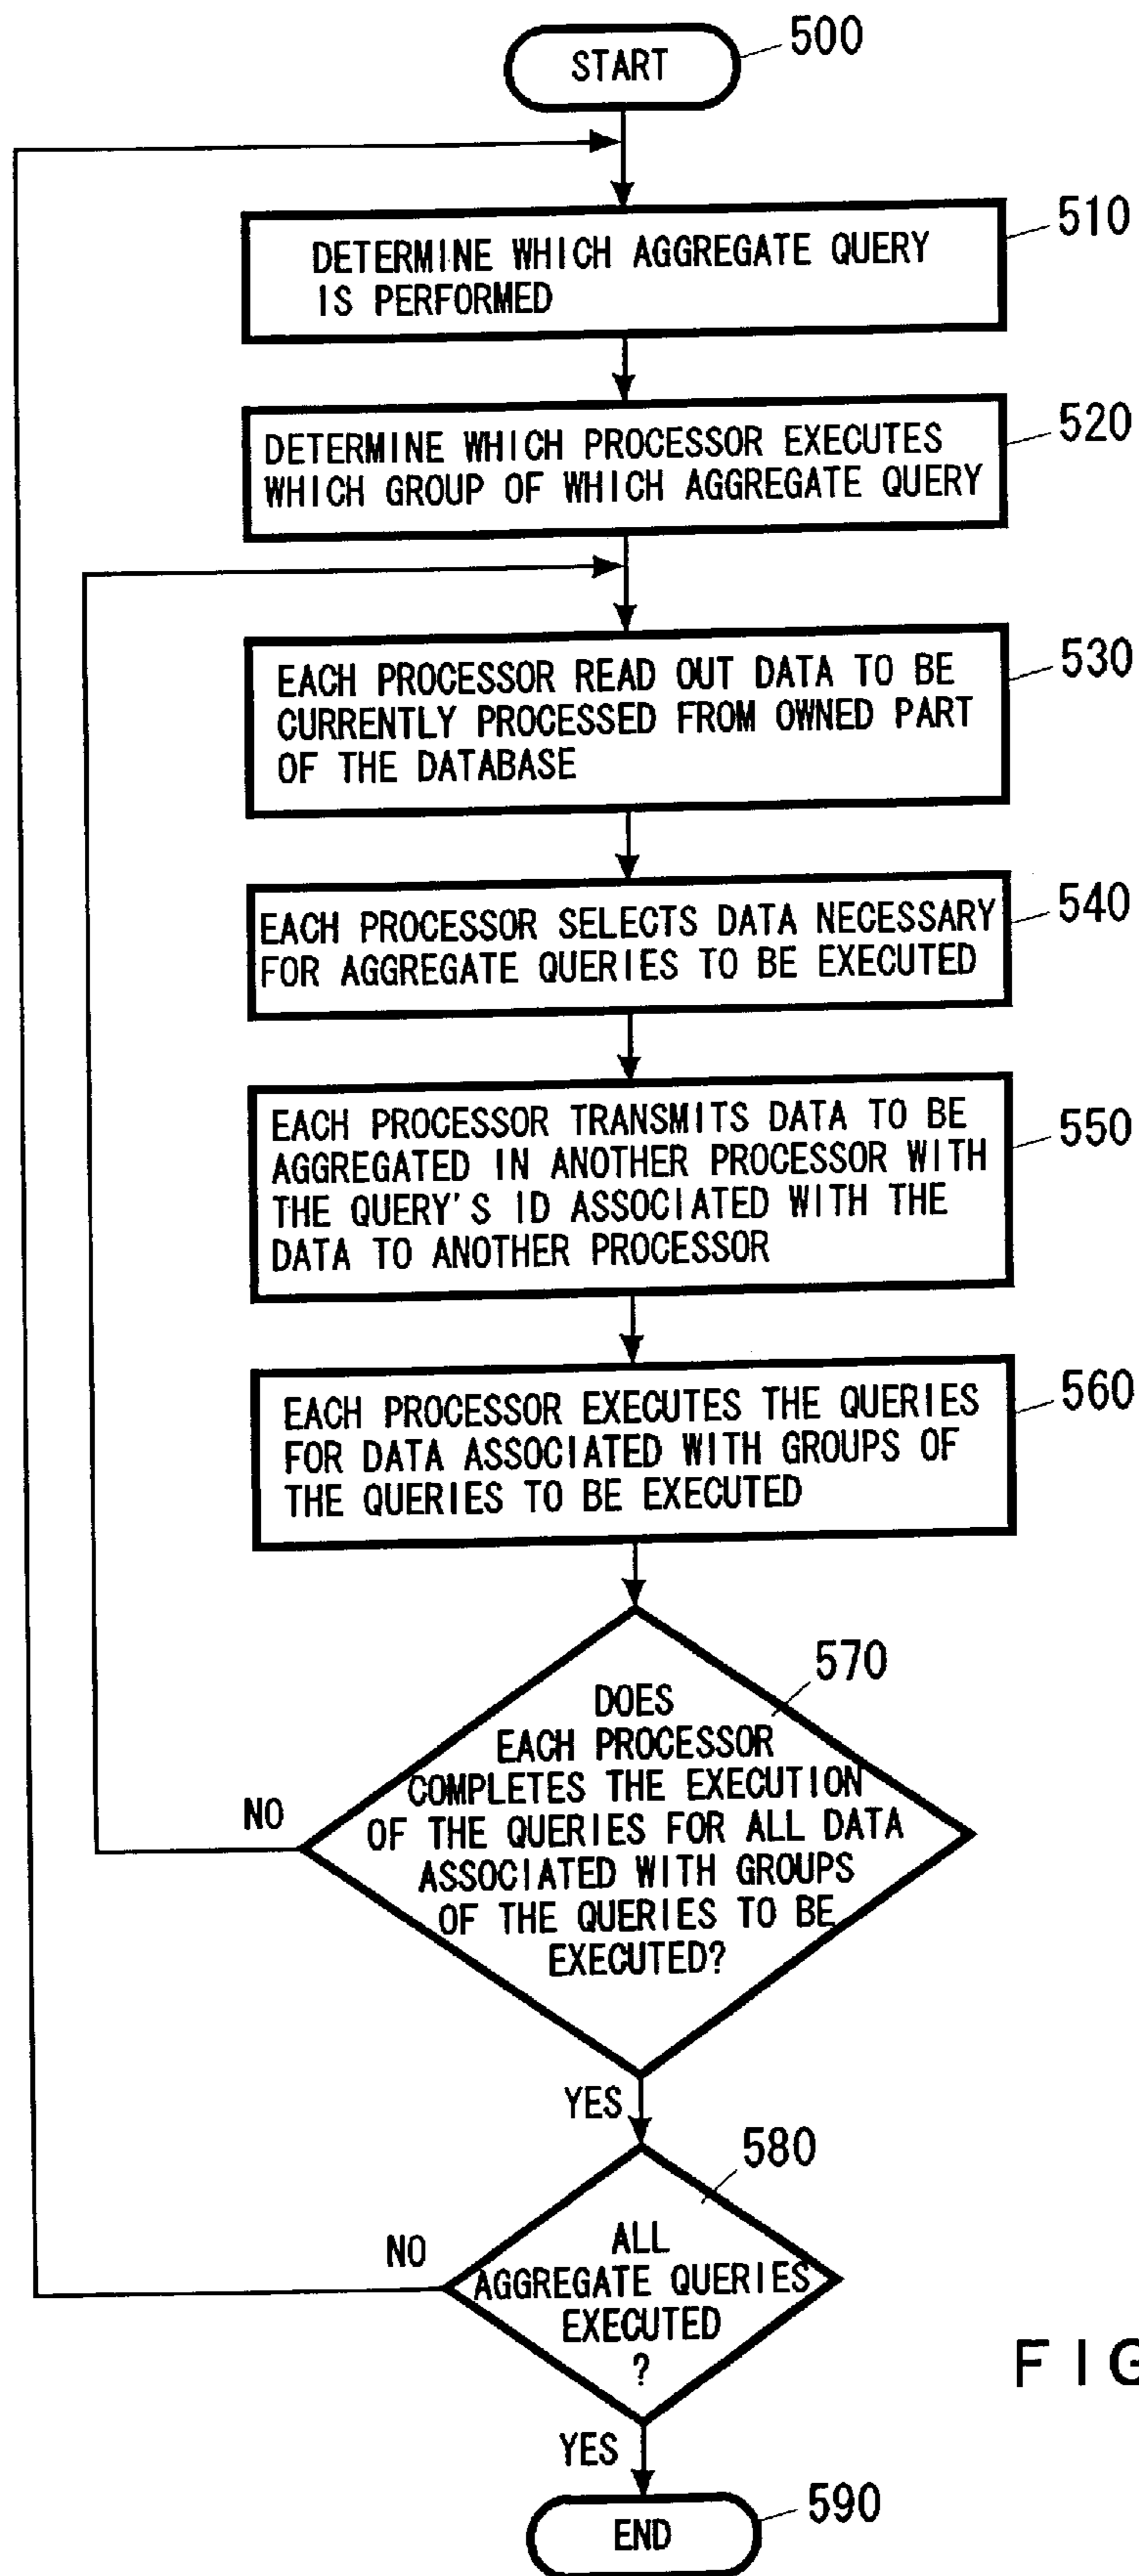 500
START
510
DETERMINE WHICH AGGREGATE QUERY
IS PERFORMED
520
DETERMINE WHICH PROCESSOR EXECUTES
WHICH GROUP OF WHICH AGGREGATE QUERY
530
EACH PROCESSOR READ OUT DATA TO BE
CURRENTLY PROCESSED FROM OWNED PART
OF THE DATABASE
540
EACH PROCESSOR SELECTS DATA NECESSARY
FOR AGGREGATE QUERIES TO BE EXECUTED
550
EACH PROCESSOR TRANSMITS DATA TO BE
AGGREGATED IN ANOTHER PROCESSOR WITH
THE QUERY'S ID ASSOCIATED WITH THE
DATA TO ANOTHER PROCESSOR
560
EACH PROCESSOR EXECUTES THE QUERIES
FOR DATA ASSOCIATED WITH GROUPS OF
THE QUERIES TO BE EXECUTED
570
DOES
EACH PROCESSOR
COMPLETES THE EXECUTION
OF THE QUERIES FOR ALL DATA
ASSOCIATED WITH GROUPS
OF THE QUERIES TO BE
EXECUTED?
NO
YES
580
ALL
AGGREGATE QUERIES
EXECUTED
?
NO
FIG
YES
590
END